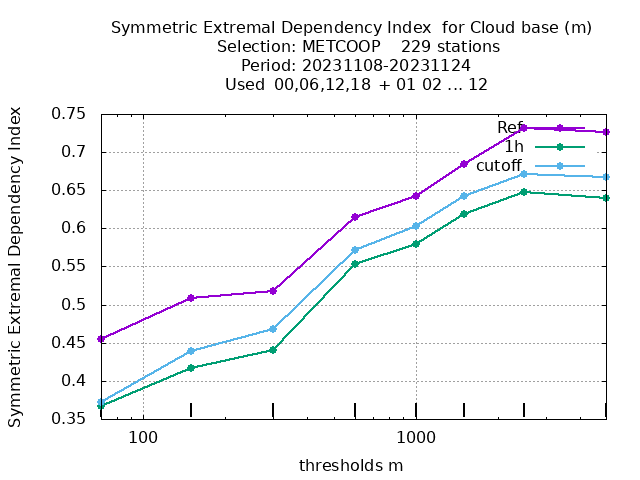 Symmetric Extremal Dependency Index  for Cloud base (m)
Selection: METCOOP    229 stations
Period: 20231108-20231124
Used  00,06,12,18  + 01 02 ... 12
Symmetric Extremal Dependency Index
0.75
0.7
0.65
0.6
0.55
0.5
0.45
0.4
0.35
Ref
1h
cutoff
100
1000
thresholds m